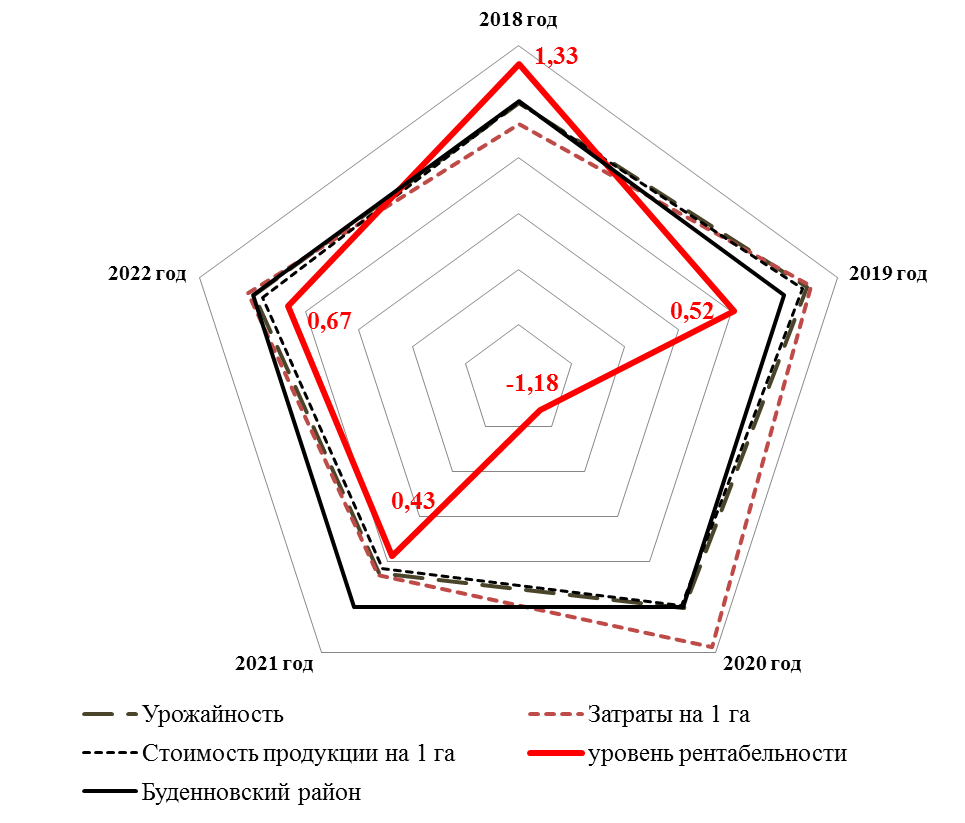 2018 год
1,33
2022 год
2019 год
0,67
0,52
-1,18
0,43
2021 год
2020 год
Урожайность
Затраты на 1 га
Стоимость продукции на 1 га
уровень рентабельности
Буденновский район